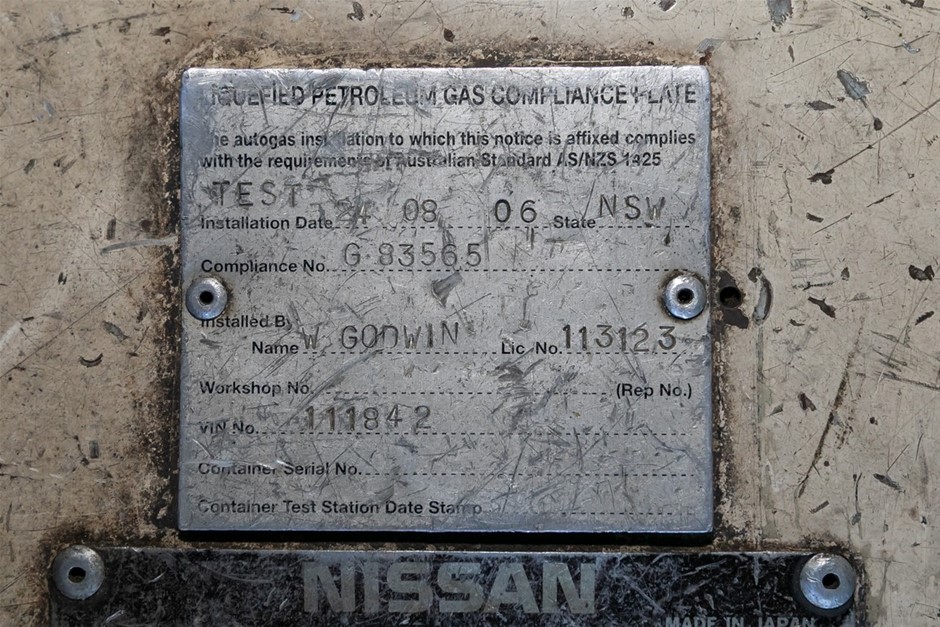 LIQUEFIED PETROLEUM GAS COMPLIANCE PLATE
The autogas installation to which this notice is affixed complies
with the requirements of Australian Standard AS/NZS 1425
TEST
Installation Date 24 08 06 State NSW
Compliance No. G 83565
Installed By
Name W GODWIN Lic No. 113123
Workshop No. (Rep No.)
VIN No. 111842
Container Serial No.
Container Test Station Date Stamp
NISSAN
MADE IN JAPAN